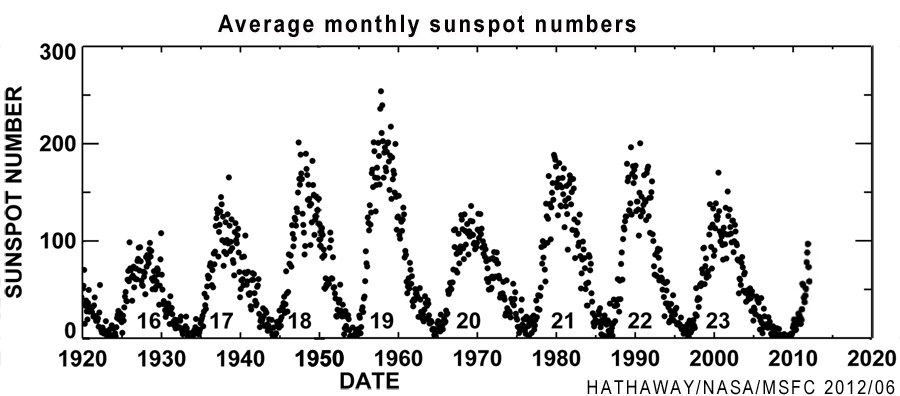 Average monthly sunspot numbers
300
200
100
0
SUNSPOT NUMBER
16 17 18 19 20 21 22 23
1920 1930 1940 1950 1960 1970 1980 1990 2000 2010 2020
DATE
HATHAWAY/NASA/MSFC 2012/06